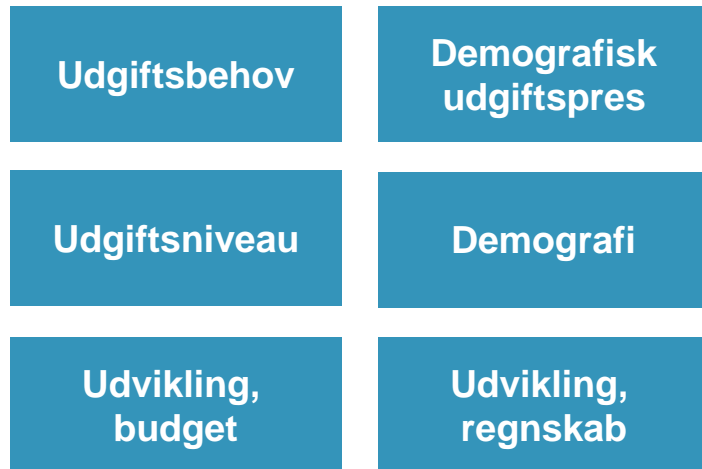 Udgiftsbehov
Demografisk
udgiftspres
Udgiftsniveau
Demografi
Udvikling,
budget
Udvikling,
regnskab